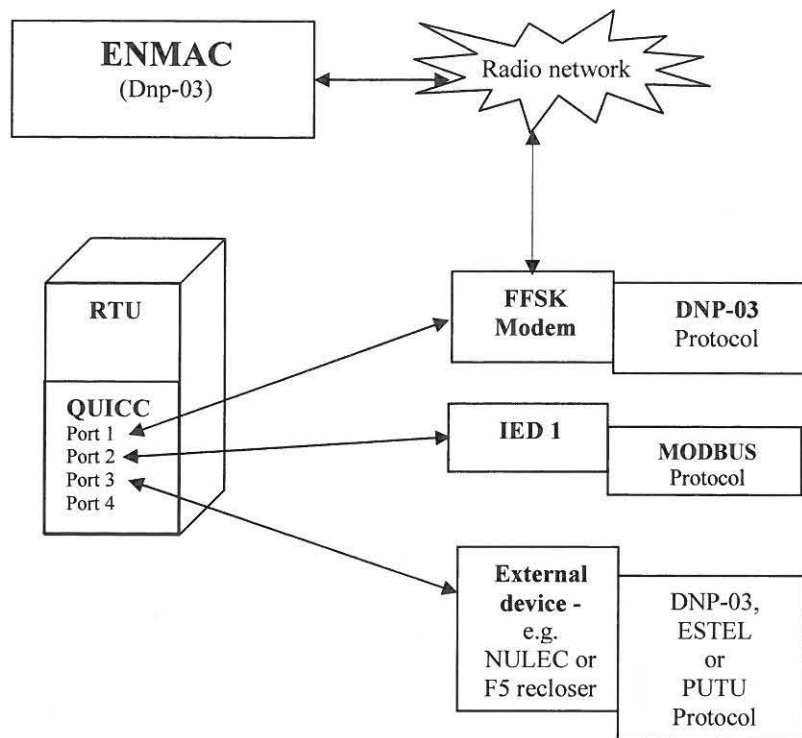 ENMAC
(Dnp-03)
Radio network
RTU
QUICC
Port 1
Port 2
Port 3
Port 4
FFSK
Modem
DNP-03
Protocol
IED 1
MODBUS
Protocol
External
device -
e.g.
NULEC or
F5 recloser
DNP-03,
ESTEL
or
PUTU
Protocol